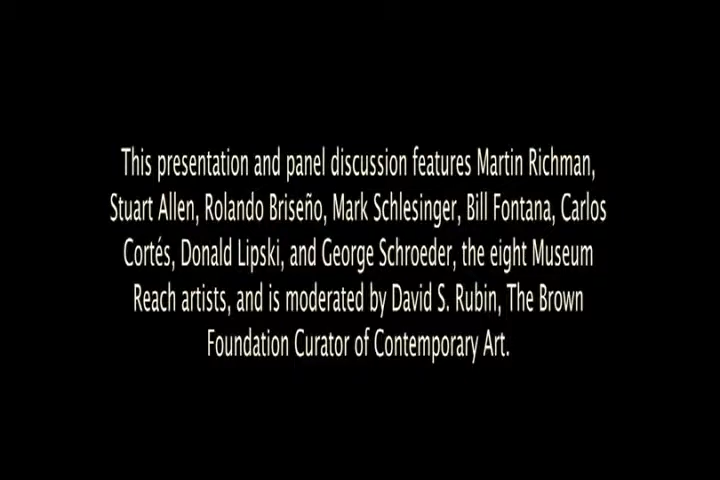 This presentation and panel discussion features Martin Richman,
Stuart Allen, Rolando Briseño, Mark Schlesinger, Bill Fontana, Carlos
Cortés, Donald Lipski, and George Schroeder, the eight Museum
Reach artists, and is moderated by David S. Rubin, The Brown
Foundation Curator of Contemporary Art.